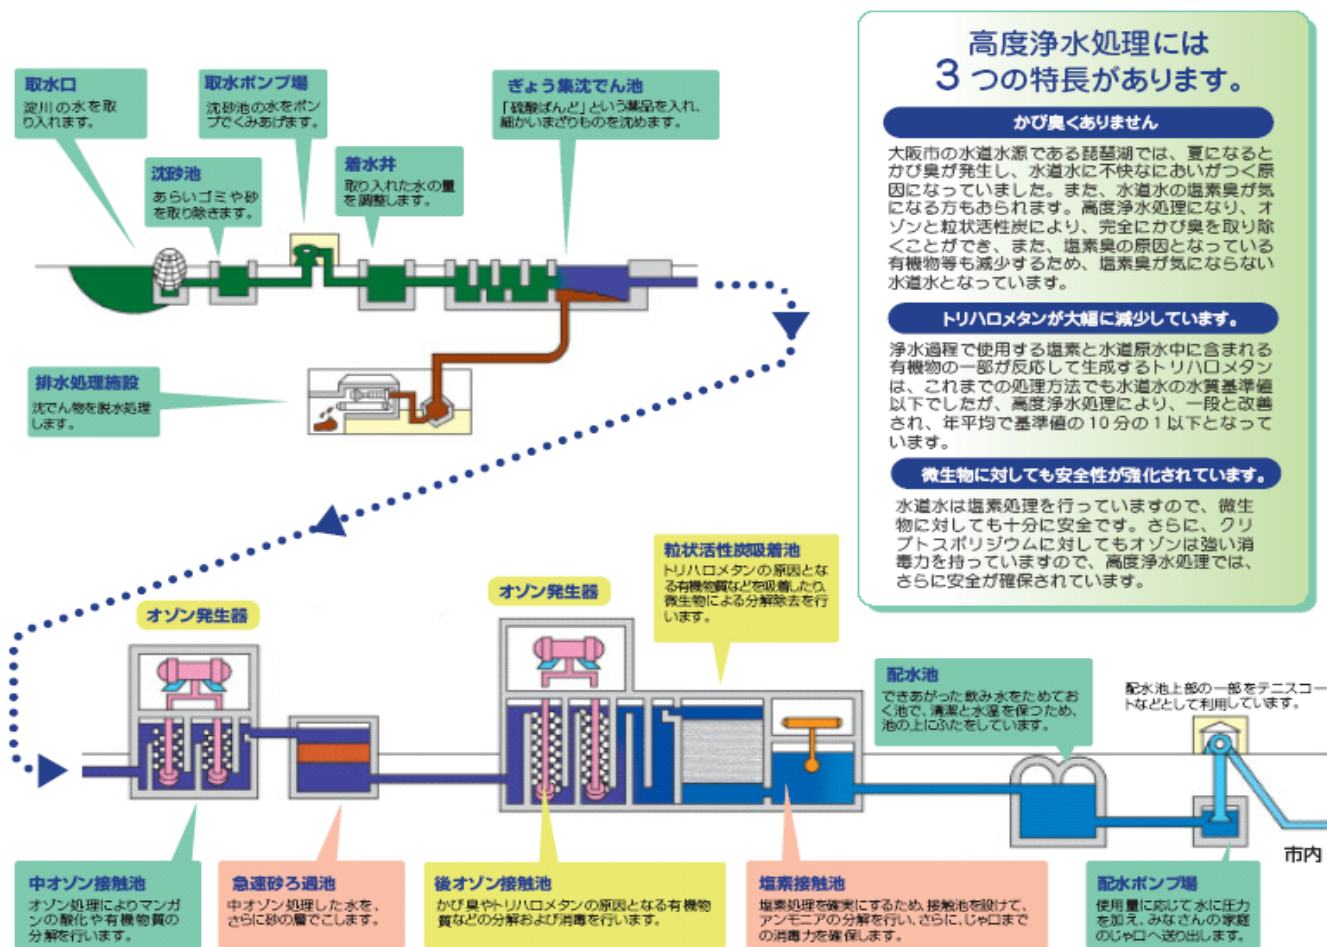 高度浄水処理には
3つの特長があります。
かび臭くありません
大阪市の水道水源である琵琶湖では、夏になると
かび臭が発生し、水道水に不快なにおいがつく原
因になっていました。また、水道水の塩素臭が気
になる方もおられます。高度浄水処理になり、オ
ゾンと粒状活性炭により、完全にかび臭を取り除
くことができ、また、塩素臭の原因となっている
有機物等も減少するため、塩素臭が気にならない
水道水となっています。
トリハロメタンが大幅に減少しています。
浄水過程で使用する塩素と水道原水中に含まれる
有機物の一部が反応して生成するトリハロメタン
は、これまでの処理方法でも水道水の水質基準値
以下でしたが、高度浄水処理により、一段と改善
され、年平均で基準値の10分の1以下となって
います。
微生物に対しても安全性が強化されています。
水道水は塩素処理を行っていますので、微生
物に対しても十分に安全です。さらに、クリ
プトスポリジウムに対してもオゾンは強い消
毒力を持っていますので、高度浄水処理では、
さらに安全が確保されています。
取水口
淀川の水を取
り入れます。
沈砂池
あらいゴミや砂
を取り除きます。
取水ポンプ場
沈砂池の水をポン
プでくみあげます。
着水井
取り入れた水の量
を調整します。
ぎょう集沈でん池
「硫酸ばんど」という薬品を入れ、
細かいまざりものを沈めます。
排水処理施設
沈でん物を脱水処理
します。
オゾン発生器
オゾン発生器
粒状活性炭吸着池
トリハロメタンの原因とな
る有機物質などを吸着したり、
微生物による分解除去を行
います。
配水池
できあがった飲み水をためてお
く池で、清潔と水温を保つため、
池の上にふたをしています。
配水池上部の一部をテニスコー
トなどとして利用しています。
市内
中オゾン接触池
オゾン処理によりマンガ
ンの酸化や有機物質の
分解を行います。
急速砂ろ過池
中オゾン処理した水を、
さらに砂の層でこします。
後オゾン接触池
かび臭やトリハロメタンの原因となる有機物
質などの分解および消毒を行います。
塩素接触池
塩素処理を確実にするため、接触池を設けて、
アンモニアの分解を行い、さらに、じゃ口まで
の消毒力を確保します。
配水ポンプ場
使用量に応じて水に圧力
を加え、みなさんの家庭
のじゃ口へ送り出します。